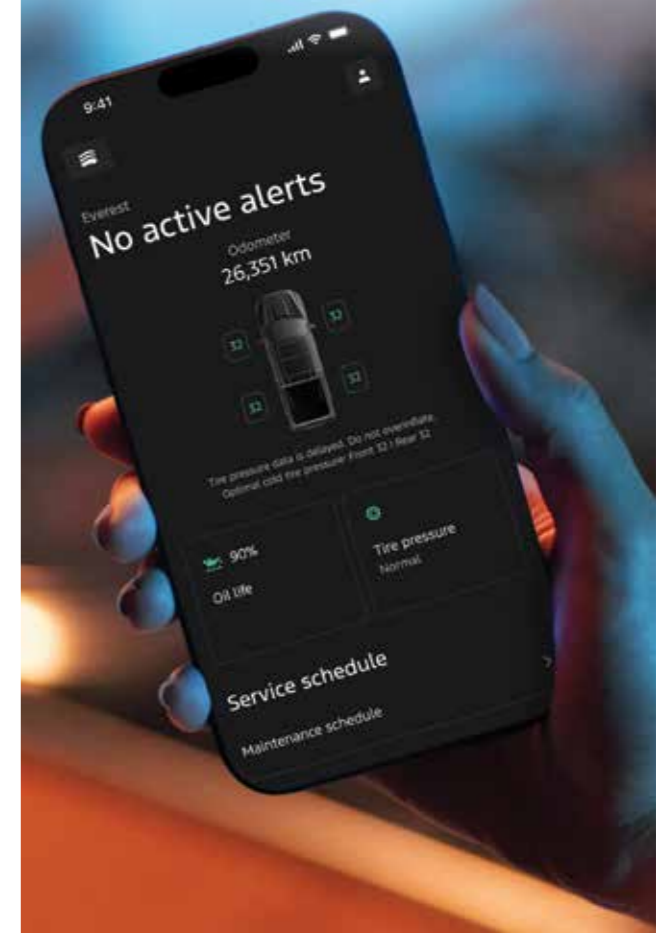 9:41
Everest
No active alerts
Odometer
26,351 km
32
32
32
32
Tire pressure data is delayed. Do not overinflate.
Optimal cold tire pressure: Front 32 | Rear 32
90%
Oil life
Tire pressure
Normal
Service schedule
Maintenance schedule